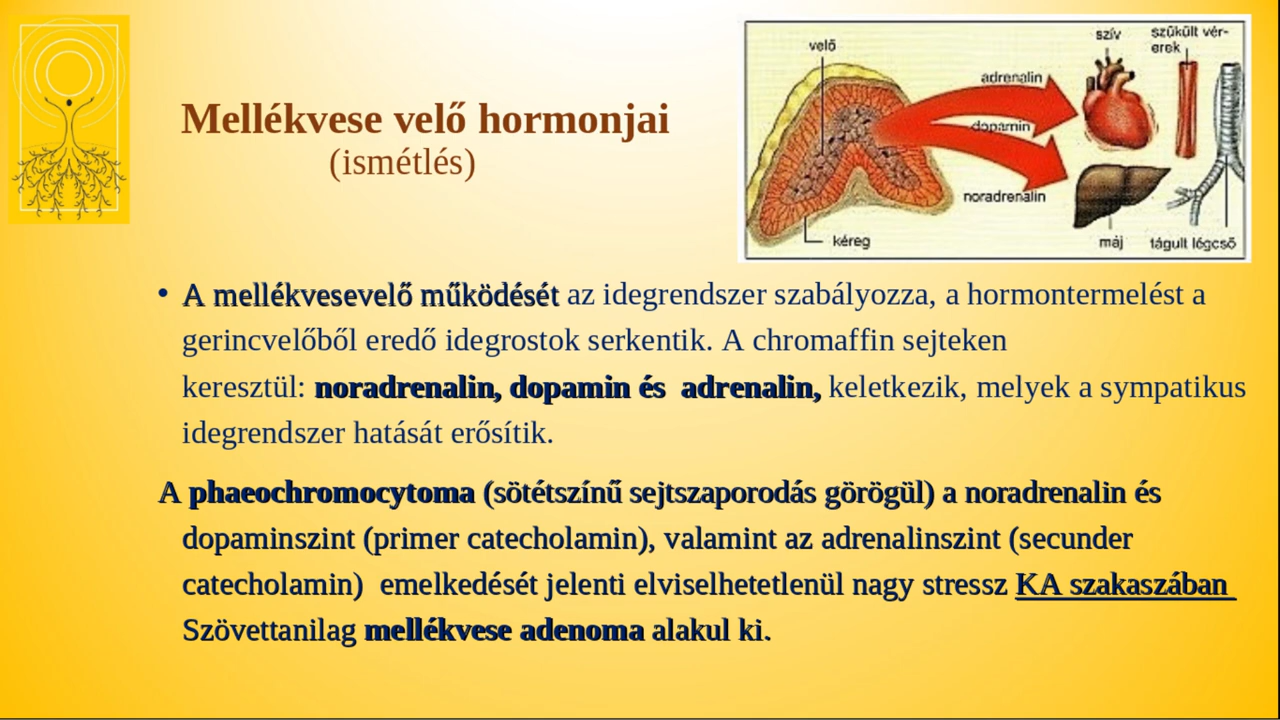 Mellékvese velő hormonjai
(ismétlés)
velő
szív
szűkült vér-
erek
adrenalin
dopamin
noradrenalin
kéreg
máj
tágult légcső
• A mellékvesevelő működését az idegrendszer szabályozza, a hormontermelést a
gerincvelőből eredő idegrostok serkentik. A chromaffin sejteken
keresztül: noradrenalin, dopamin és adrenalin, keletkezik, melyek a sympatikus
idegrendszer hatását erősítik.
A phaeochromocytoma (sötétszínű sejtszaporodás görögül) a noradrenalin és
dopaminszint (primer catecholamin), valamint az adrenalinszint (secunder
catecholamin) emelkedését jelenti elviselhetetlenül nagy stressz KA szakaszában
Szövettanilag mellékvese adenoma alakul ki.